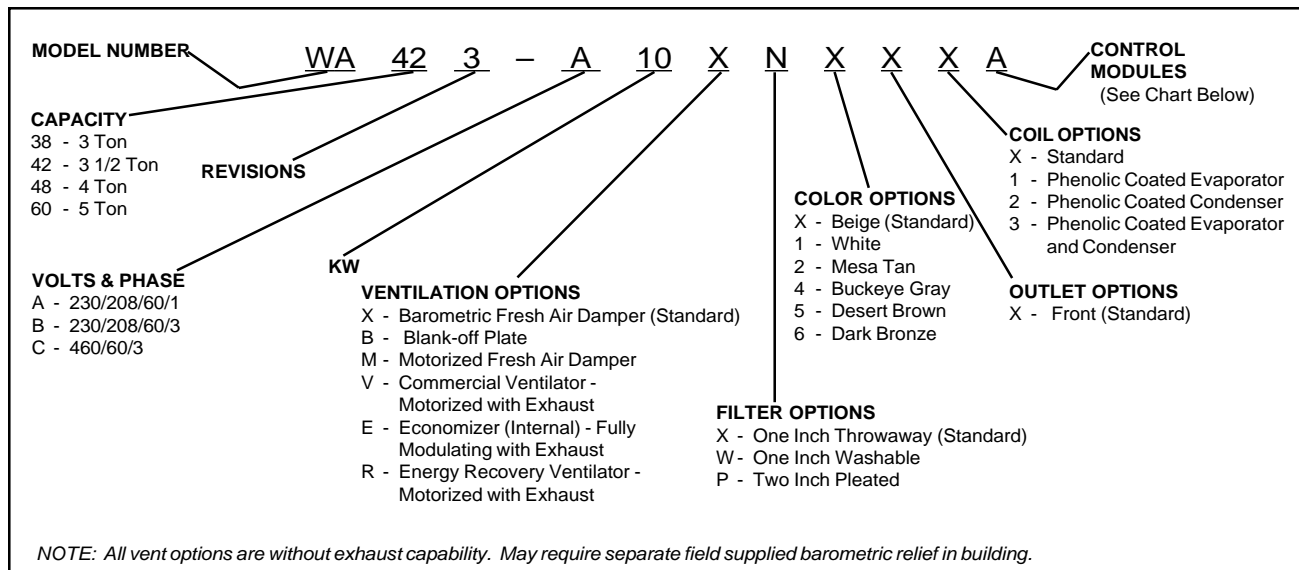 MODEL NUMBER
WA 42 3 – A 10 X N X X X A
CONTROL
MODULES
(See Chart Below)
CAPACITY
38 - 3 Ton
42 - 3 1/2 Ton
48 - 4 Ton
60 - 5 Ton
REVISIONS
VOLTS & PHASE
A - 230/208/60/1
B - 230/208/60/3
C - 460/60/3
KW
VENTILATION OPTIONS
X - Barometric Fresh Air Damper (Standard)
B - Blank-off Plate
M - Motorized Fresh Air Damper
V - Commercial Ventilator -
Motorized with Exhaust
E - Economizer (Internal) - Fully
Modulating with Exhaust
R - Energy Recovery Ventilator -
Motorized with Exhaust
FILTER OPTIONS
X - One Inch Throwaway (Standard)
W - One Inch Washable
P - Two Inch Pleated
COLOR OPTIONS
X - Beige (Standard)
1 - White
2 - Mesa Tan
4 - Buckeye Gray
5 - Desert Brown
6 - Dark Bronze
OUTLET OPTIONS
X - Front (Standard)
COIL OPTIONS
X - Standard
1 - Phenolic Coated Evaporator
2 - Phenolic Coated Condenser
3 - Phenolic Coated Evaporator
and Condenser
NOTE: All vent options are without exhaust capability. May require separate field supplied barometric relief in building.